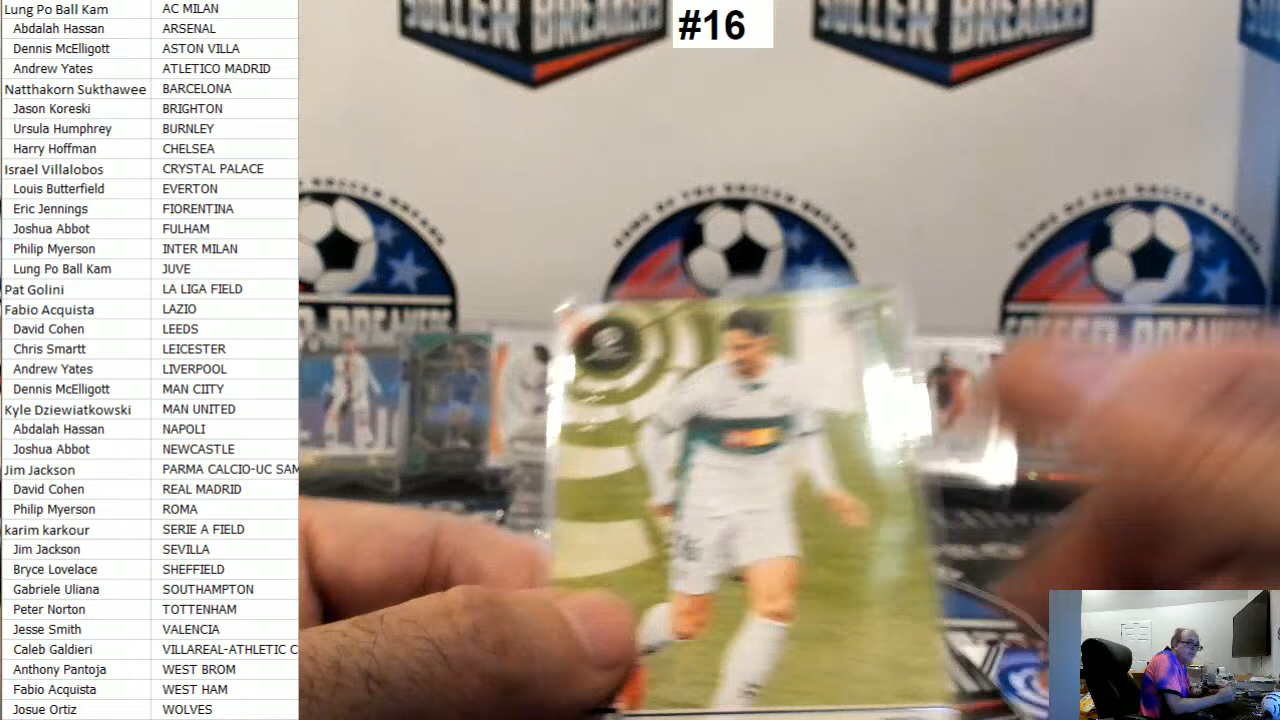 #16
SOCCER BREAKERS
SOCCER BREAKERS
Lung Po Ball Kam AC MILAN
Abdalah Hassan ARSENAL
Dennis McElligott ASTON VILLA
Andrew Yates ATLETICO MADRID
Natthakorn Sukthawee BARCELONA
Jason Koreski BRIGHTON
Ursula Humphrey BURNLEY
Harry Hoffman CHELSEA
Israel Villalobos CRYSTAL PALACE
Louis Butterfield EVERTON
Eric Jennings FIORENTINA
Joshua Abbot FULHAM
Philip Myerson INTER MILAN
Lung Po Ball Kam JUVE
Pat Golini LA LIGA FIELD
Fabio Acquista LAZIO
David Cohen LEEDS
Chris Smartt LEICESTER
Andrew Yates LIVERPOOL
Dennis McElligott MAN CIITY
Kyle Dziewiatkowski MAN UNITED
Abdalah Hassan NAPOLI
Joshua Abbot NEWCASTLE
Jim Jackson PARMA CALCIO-UC SAM
David Cohen REAL MADRID
Philip Myerson ROMA
karim karkour SERIE A FIELD
Jim Jackson SEVILLA
Bryce Lovelace SHEFFIELD
Gabriele Uliana SOUTHAMPTON
Peter Norton TOTTENHAM
Jesse Smith VALENCIA
Caleb Galdieri VILLAREAL-ATHLETIC C
Anthony Pantoja WEST BROM
Fabio Acquista WEST HAM
Josue Ortiz WOLVES